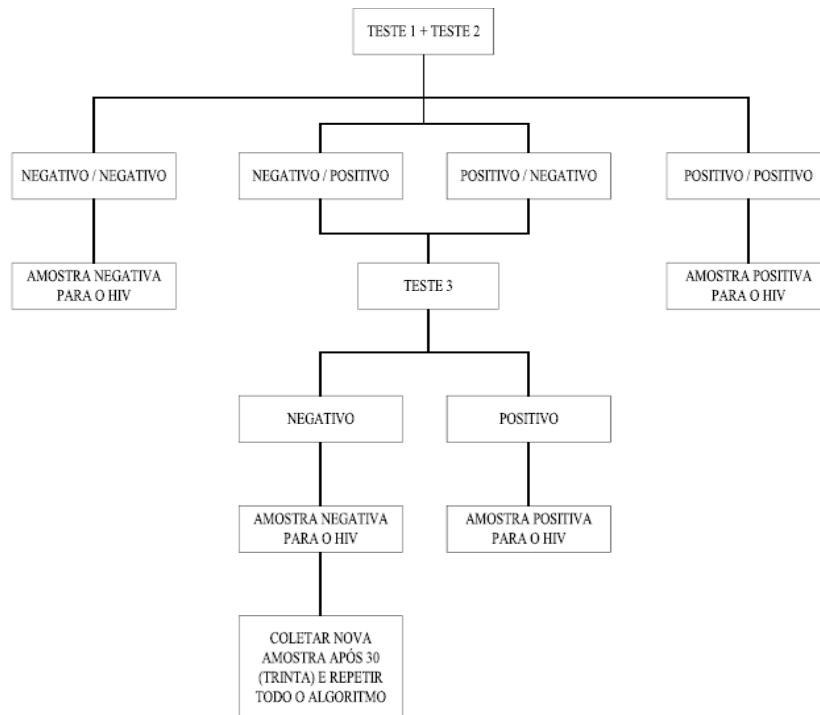 TESTE 1 + TESTE 2
NEGATIVO / NEGATIVO
NEGATIVO / POSITIVO
POSITIVO / NEGATIVO
POSITIVO / POSITIVO
AMOSTRA NEGATIVA
PARA O HIV
TESTE 3
AMOSTRA POSITIVA
PARA O HIV
NEGATIVO
POSITIVO
AMOSTRA NEGATIVA
PARA O HIV
AMOSTRA POSITIVA
PARA O HIV
COLETAR NOVA
AMOSTRA APÓS 30
(TRINTA) E REPETIR
TODO O ALGORITMO